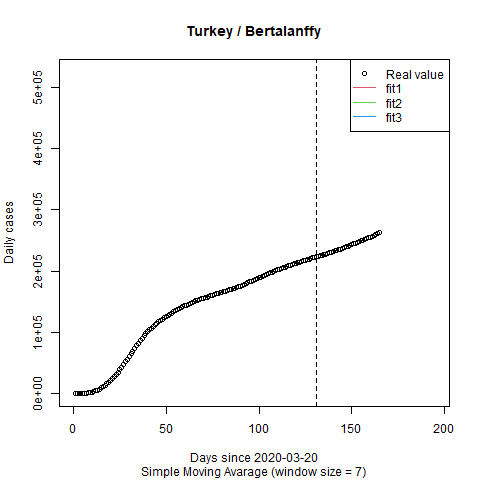 Turkey / Bertalanffy
Real value
fit1
fit2
fit3
Daily cases
5e+05
4e+05
3e+05
2e+05
1e+05
0e+00
0
50
100
150
200
Days since 2020-03-20
Simple Moving Avarage (window size = 7)